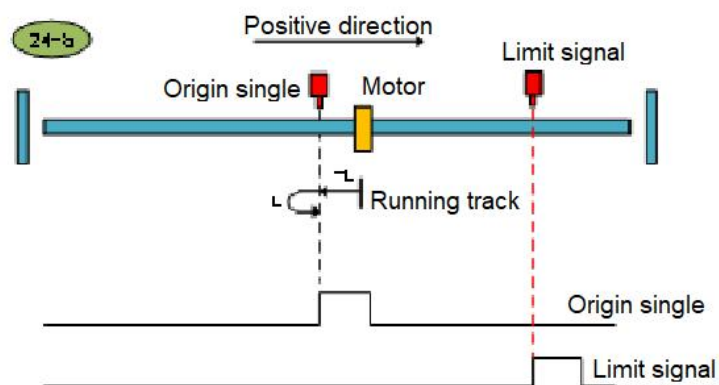 Positive direction
24-b
Limit signal
Origin single
Motor
L
L
Running track
Origin single
Limit signal